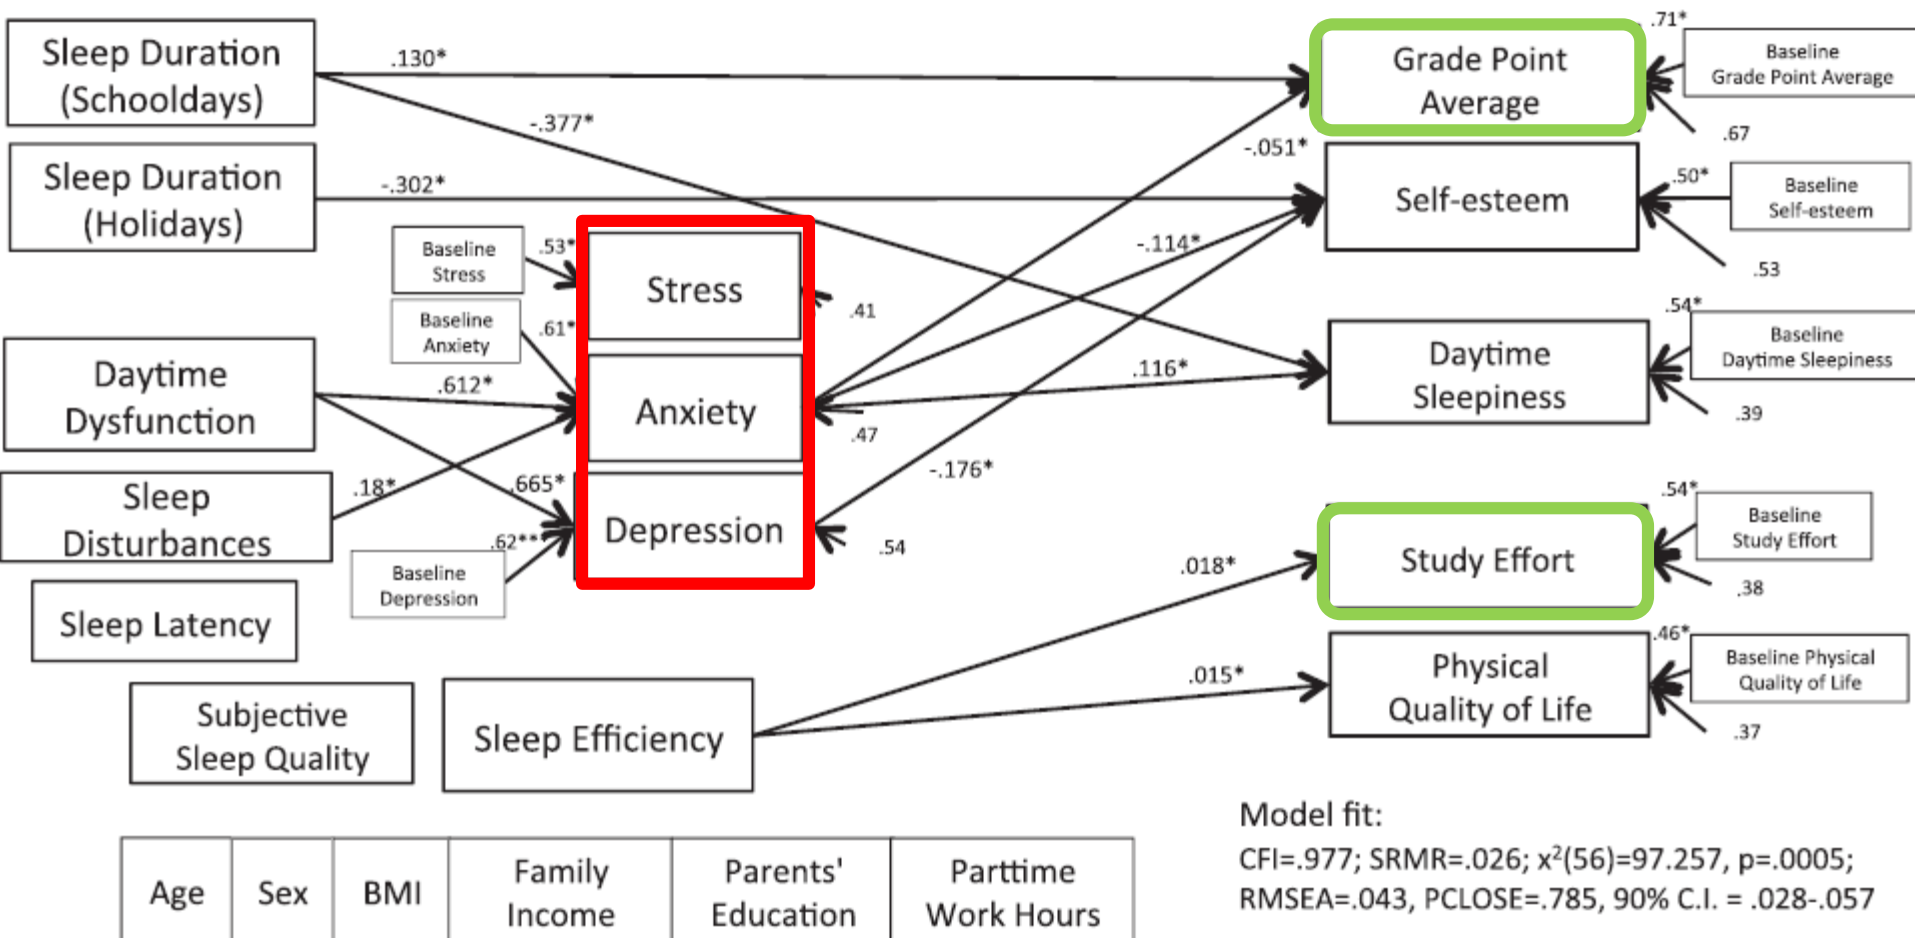 Sleep Duration
(Schooldays)
.130*
-.377*
Grade Point
Average
.71*
Baseline
Grade Point Average
.67
Sleep Duration
(Holidays)
-.302*
-.051*
Self-esteem
.50*
Baseline
Self-esteem
.53
Baseline
Stress
.53*
Stress
.41
-.114*
Baseline
Anxiety
.61*
Daytime
Dysfunction
.612*
Anxiety
.47
.116*
Daytime
Sleepiness
.54*
Baseline
Daytime Sleepiness
.39
Sleep
Disturbances
.18*
.665*
.62**
Baseline
Depression
Depression
.54
-.176*
Study Effort
.54*
Baseline
Study Effort
.38
.018*
Sleep Latency
Subjective
Sleep Quality
Sleep Efficiency
.015*
Physical
Quality of Life
.46*
Baseline Physical
Quality of Life
.37
Age
Sex
BMI
Family
Income
Parents'
Education
Parttime
Work Hours
Model fit:
CFI=.977; SRMR=.026; x²(56)=97.257, p=.0005;
RMSEA=.043, PCLOSE=.785, 90% C.I. = .028-.057